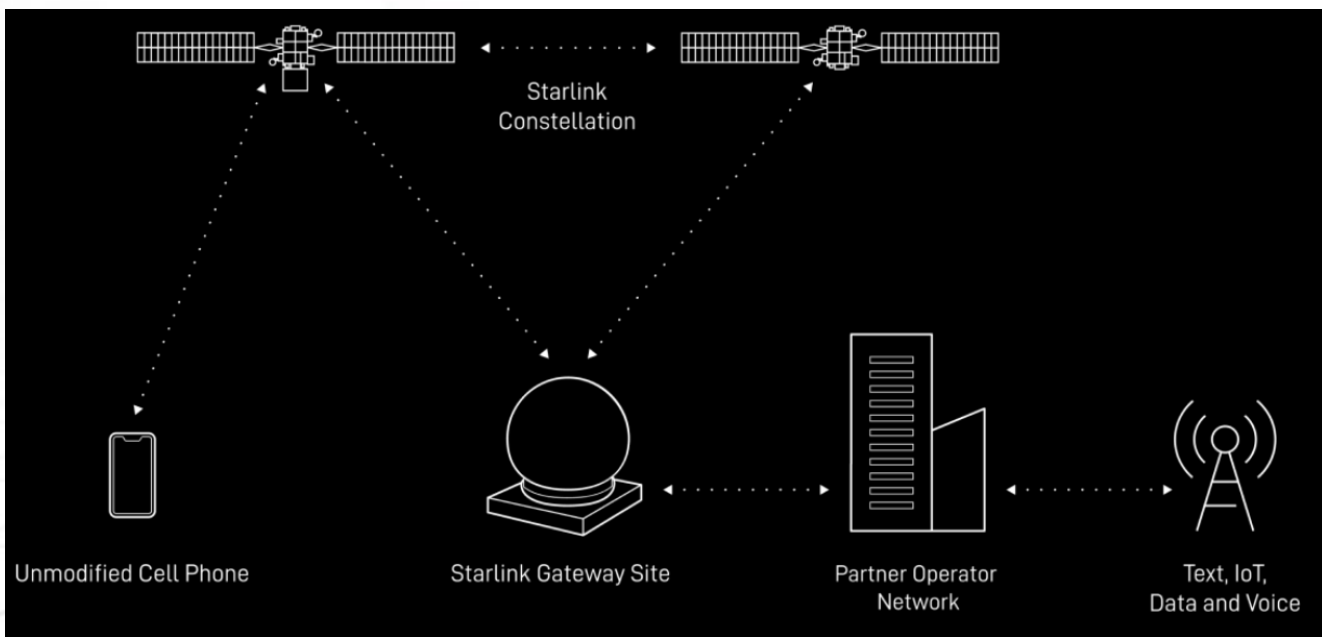 Starlink
Constellation
Unmodified Cell Phone
Starlink Gateway Site
Partner Operator
Network
Text, IoT,
Data and Voice